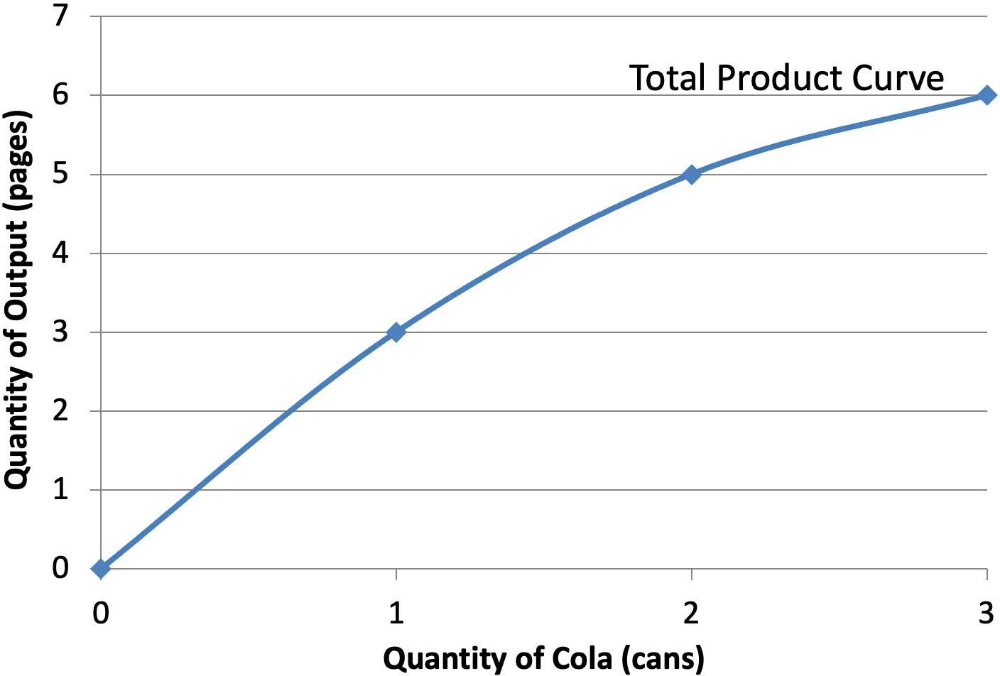 7
Total Product Curve
6
5
4
3
2
1
0
Quantity of Output (pages)
0 1 2 3
Quantity of Cola (cans)